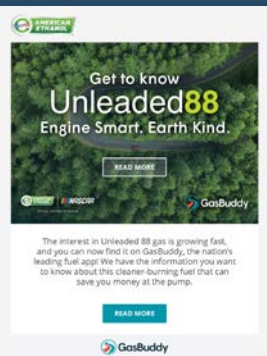 AMERICAN
ETHANOL
Get to know
Unleaded88
Engine Smart. Earth Kind.
READ MORE
NASCAR
GasBuddy
The interest in Unleaded 88 gas is growing fast,
and you can now find it on GasBuddy, the nation's
leading fuel app! We have the information you want
to know about this cleaner-burning fuel that can
save you money at the pump.
READ MORE
GasBuddy